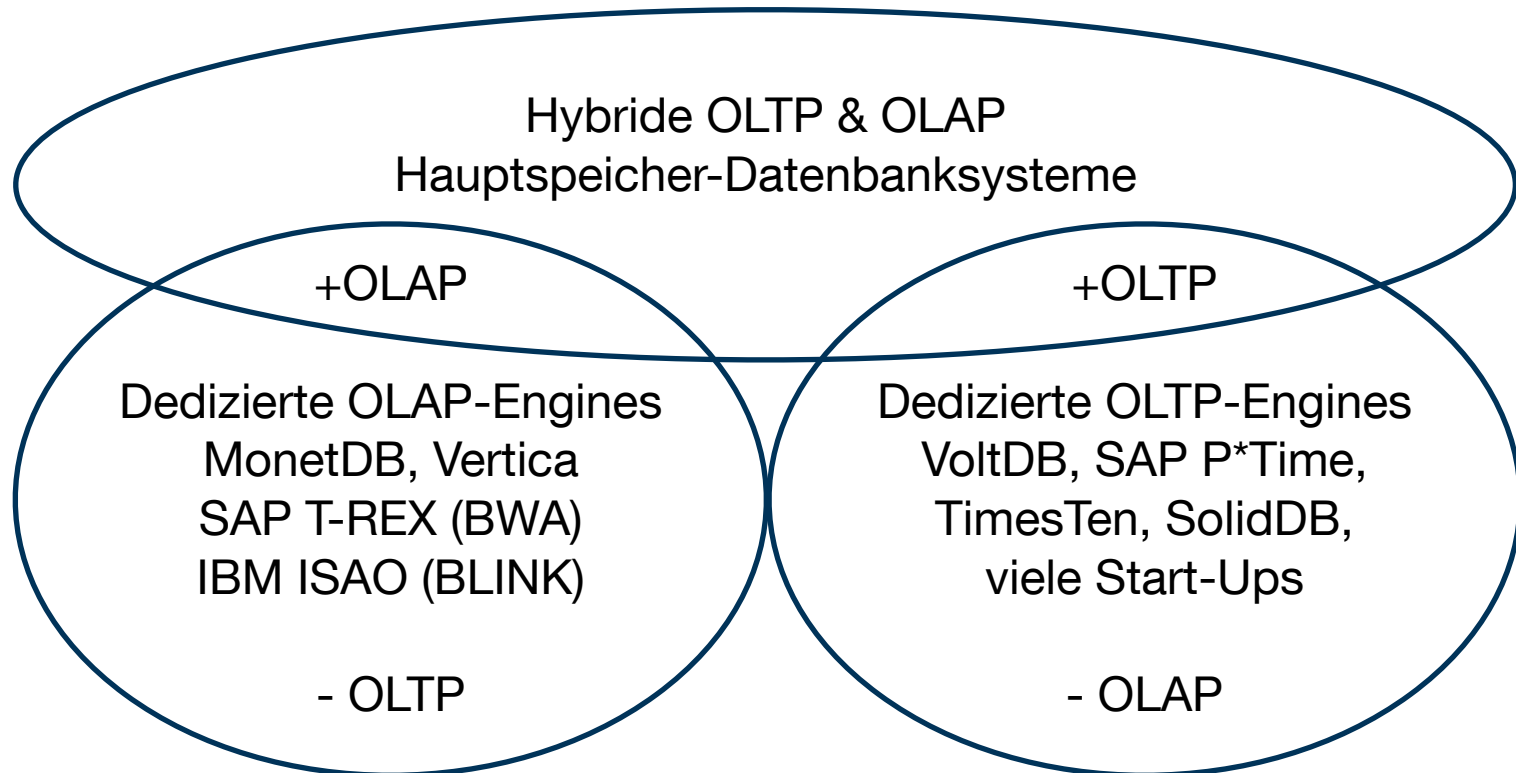 Hybride OLTP & OLAP
Hauptspeicher-Datenbanksysteme
+OLAP
+OLTP
Dedizierte OLAP-Engines
MonetDB, Vertica
SAP T-REX (BWA)
IBM ISAO (BLINK)
- OLTP
Dedizierte OLTP-Engines
VoltDB, SAP P*Time,
TimesTen, SolidDB,
viele Start-Ups
- OLAP